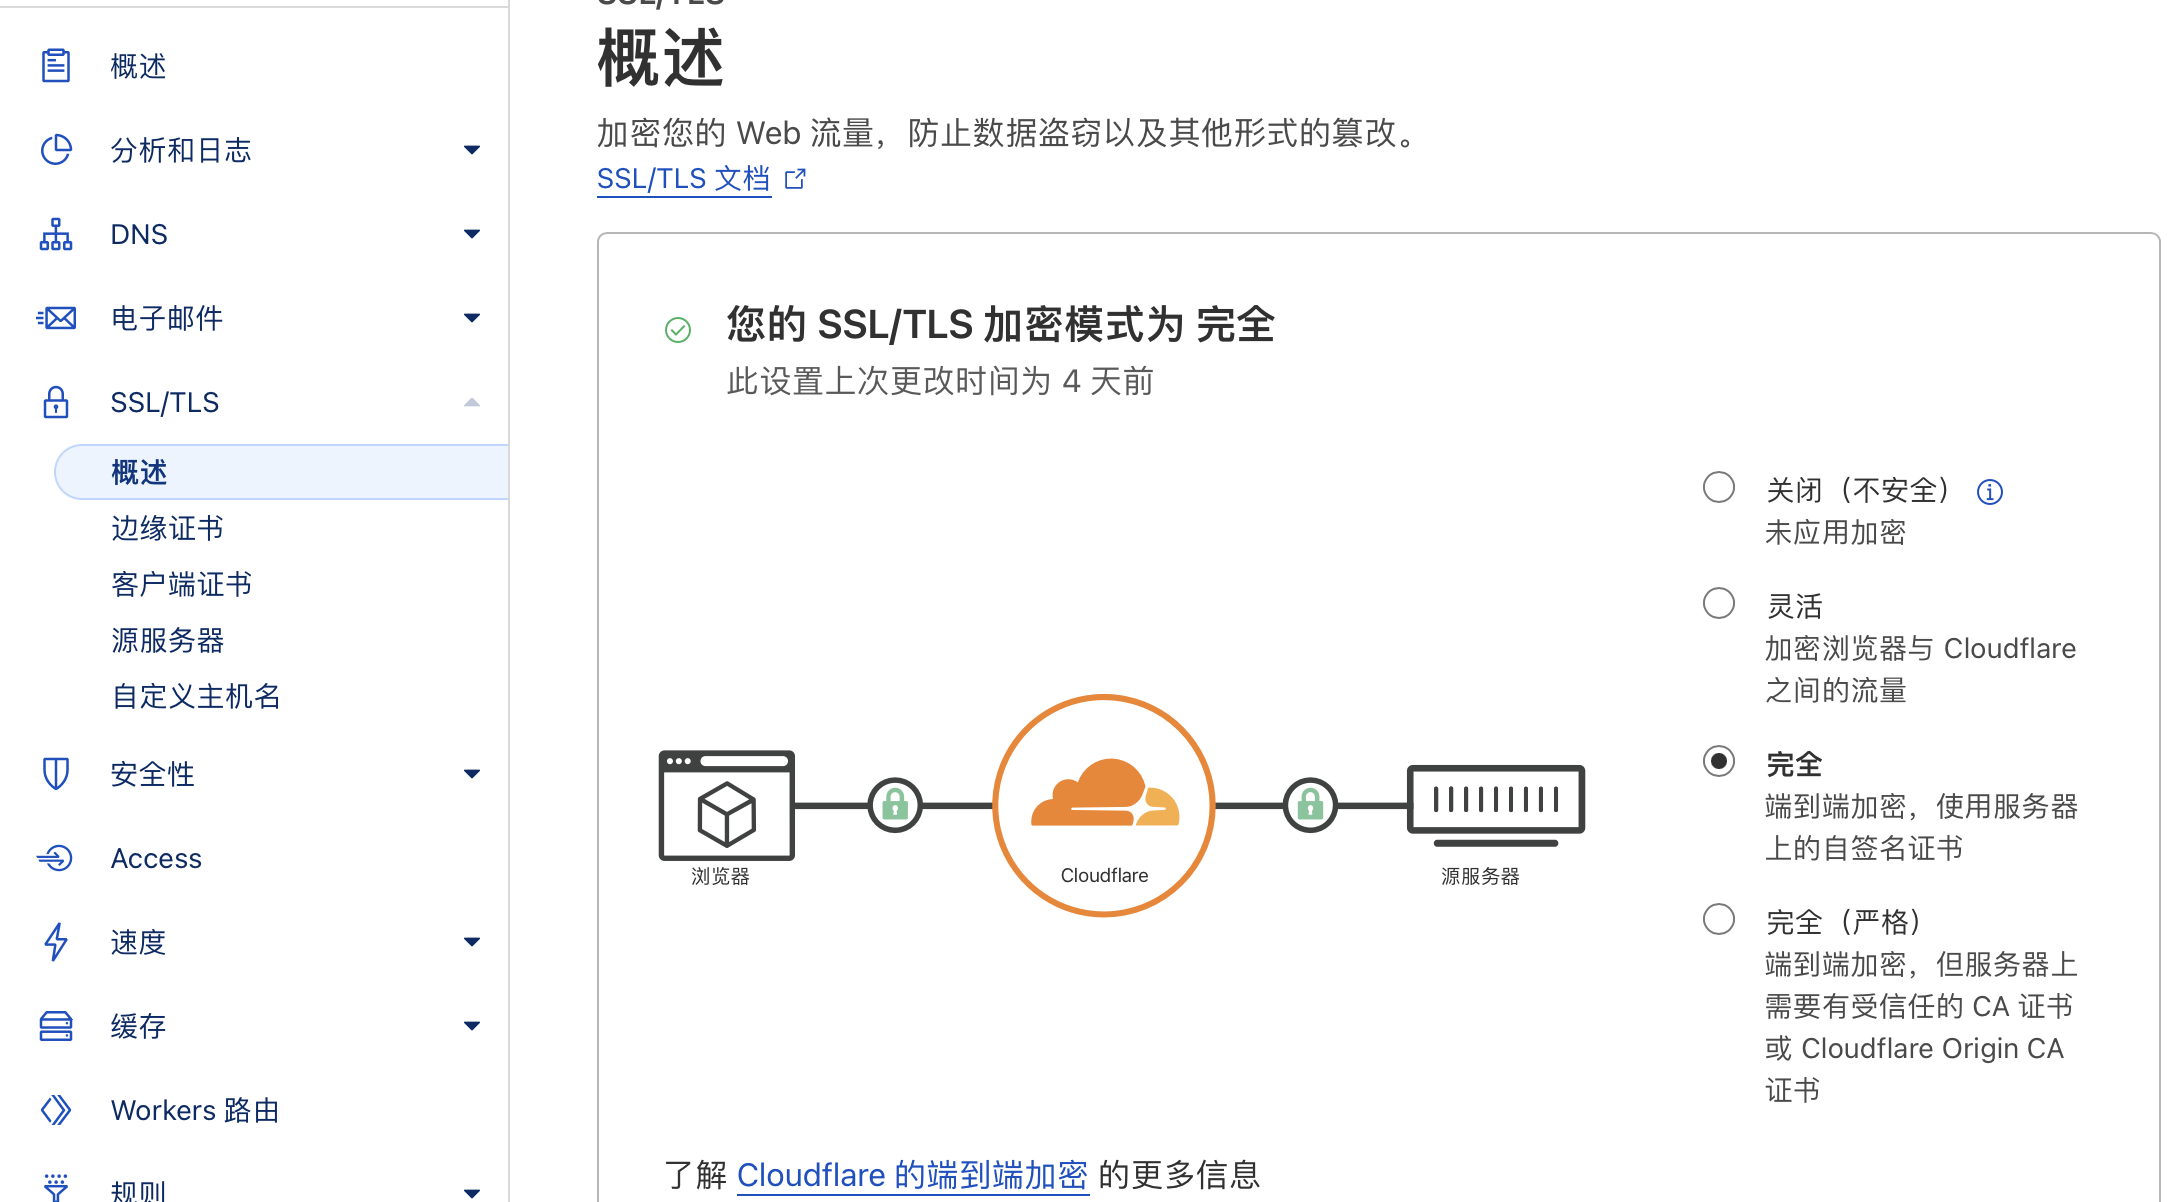 SSL/TLS
概述
加密您的 Web 流量，防止数据盗窃以及其他形式的篡改。
SSL/TLS 文档
概述
分析和日志
DNS
电子邮件
SSL/TLS
概述
边缘证书
客户端证书
源服务器
自定义主机名
安全性
Access
速度
缓存
Workers 路由
规则
您的 SSL/TLS 加密模式为 完全
此设置上次更改时间为 4 天前
浏览器
Cloudflare
源服务器
关闭（不安全）
未应用加密
灵活
加密浏览器与 Cloudflare
之间的流量
完全
端到端加密，使用服务器
上的自签名证书
完全（严格）
端到端加密，但服务器上
需要有受信任的 CA 证书
或 Cloudflare Origin CA
证书
了解 Cloudflare 的端到端加密 的更多信息